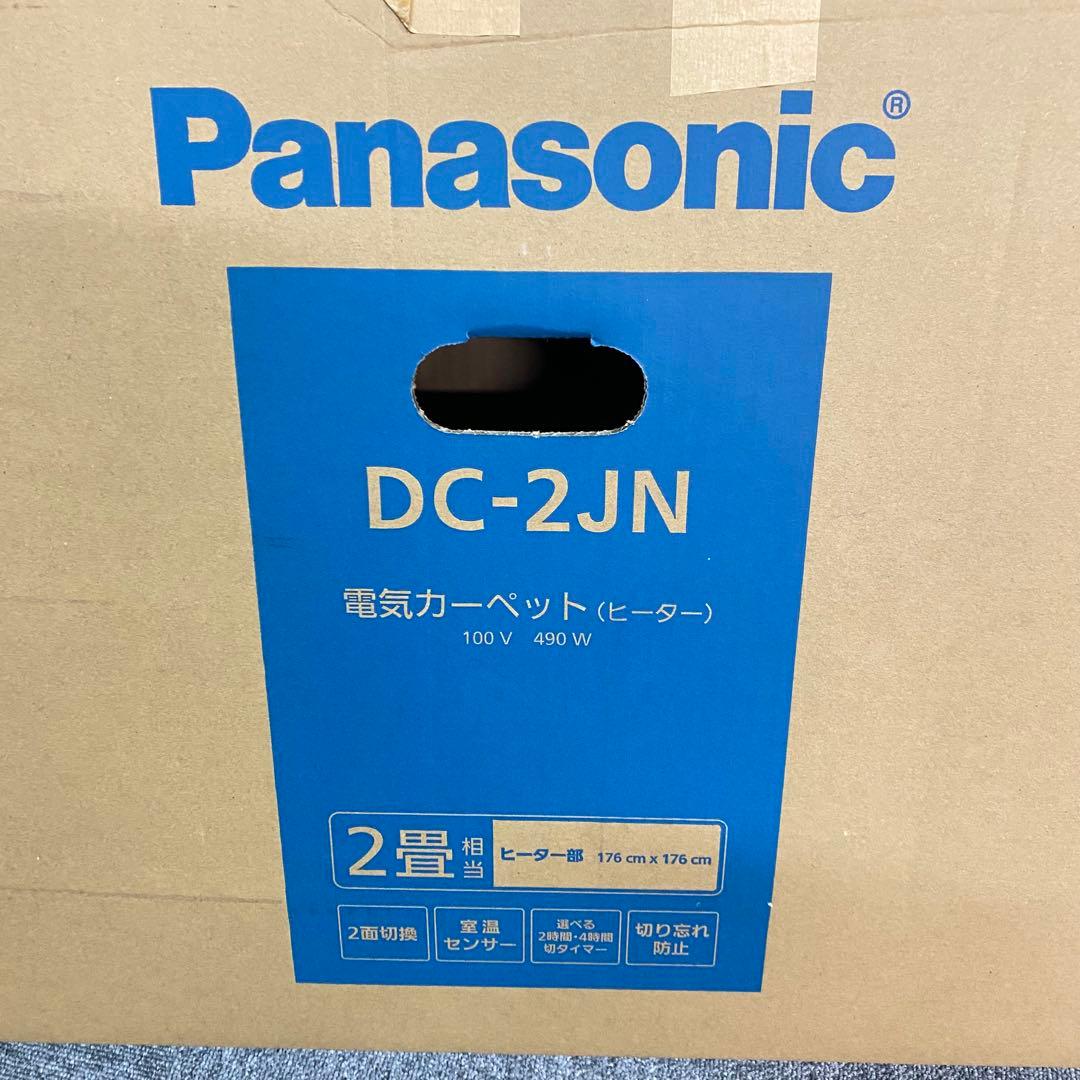 Panasonic®
DC-2JN
電気カーペット（ヒーター）
100 V 490 W
2畳相当 ヒーター部 176 cm x 176 cm
2面切換
室温
センサー
選べる
2時間・4時間
切タイマー
切り忘れ
防止